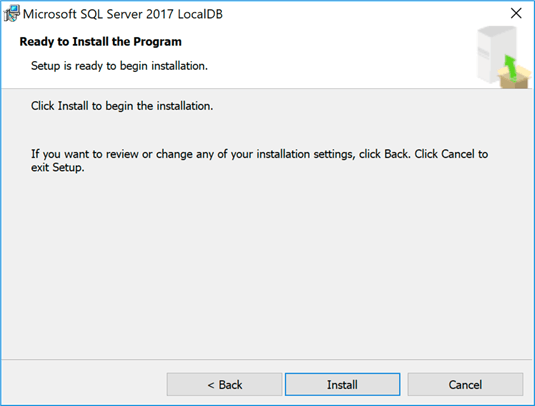 Microsoft SQL Server 2017 LocalDB
Ready to Install the Program
Setup is ready to begin installation.
Click Install to begin the installation.
If you want to review or change any of your installation settings, click Back. Click Cancel to
exit Setup.
< Back
Install
Cancel